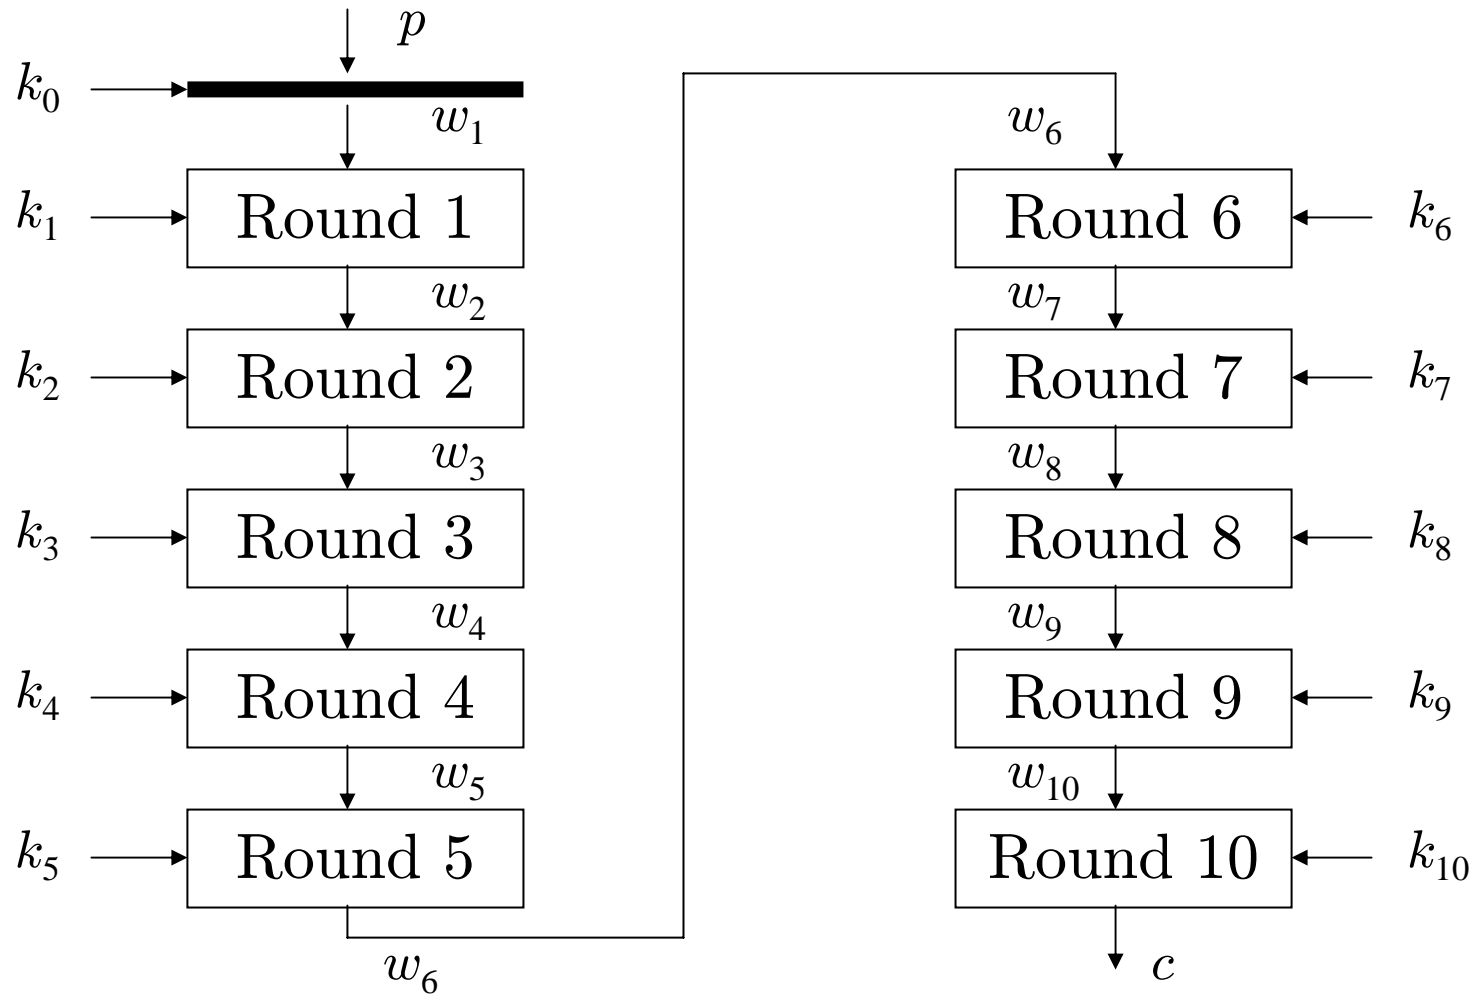 p
k₀
w₁
k₁ Round 1
w₂
k₂ Round 2
w₃
k₃ Round 3
w₄
k₄ Round 4
w₅
k₅ Round 5
w₆
w₆
Round 6 k₆
w₇
Round 7 k₇
w₈
Round 8 k₈
w₉
Round 9 k₉
w₁₀
Round 10 k₁₀
c